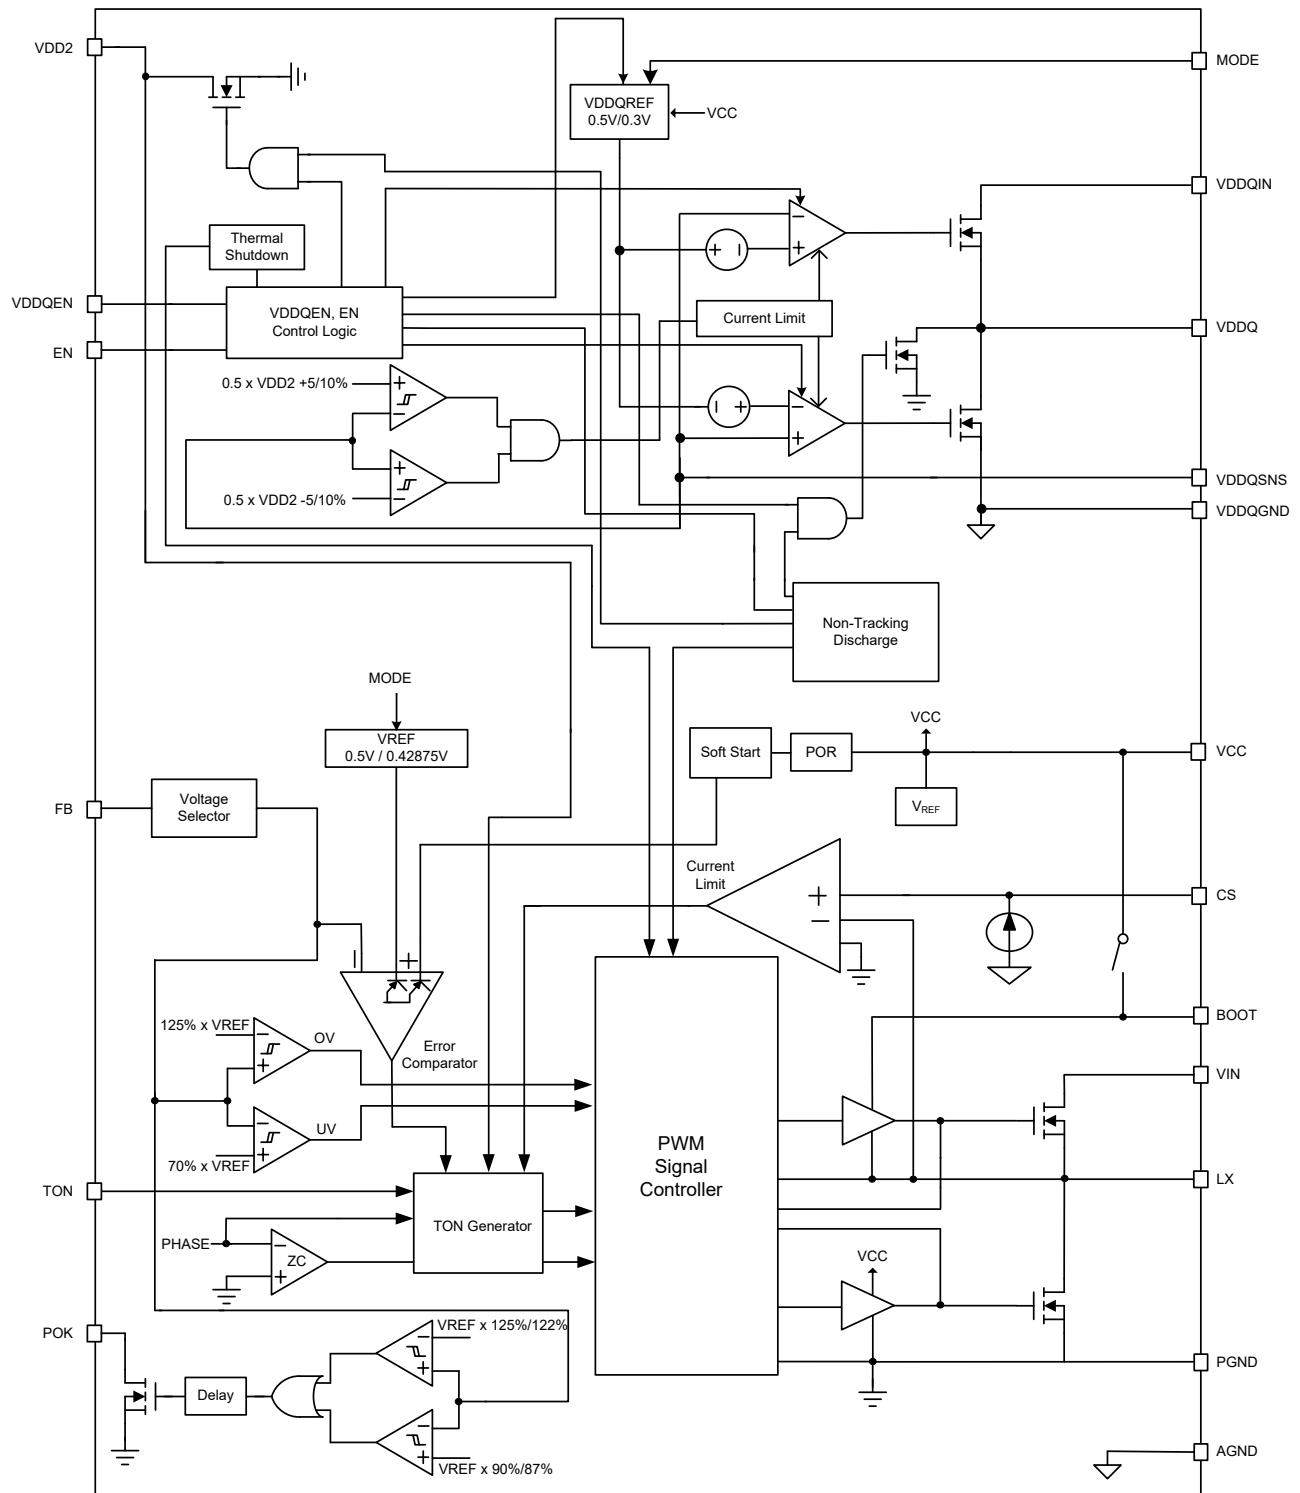 VDD2
MODE
VDDQREF
0.5V/0.3V
VCC
VDDQIN
Thermal
Shutdown
VDDQEN
VDDQEN, EN
Control Logic
Current Limit
VDDQ
EN
0.5 x VDD2 +5/10%
+
−
−
+
+
−
−
+
+
−
0.5 x VDD2 -5/10%
VDDQSNS
VDDQGND
Non-Tracking
Discharge
MODE
VREF
0.5V / 0.42875V
VCC
Soft Start
POR
VCC
VREF
FB
Voltage
Selector
Current
Limit
+
−
CS
−
+
BOOT
125% x VREF
−
+
OV
Error
Comparator
VIN
−
+
UV
70% x VREF
PWM
Signal
Controller
TON
LX
TON Generator
PHASE
−
+
ZC
VCC
POK
VREF x 125%/122%
−
+
PGND
Delay
−
+
VREF x 90%/87%
AGND